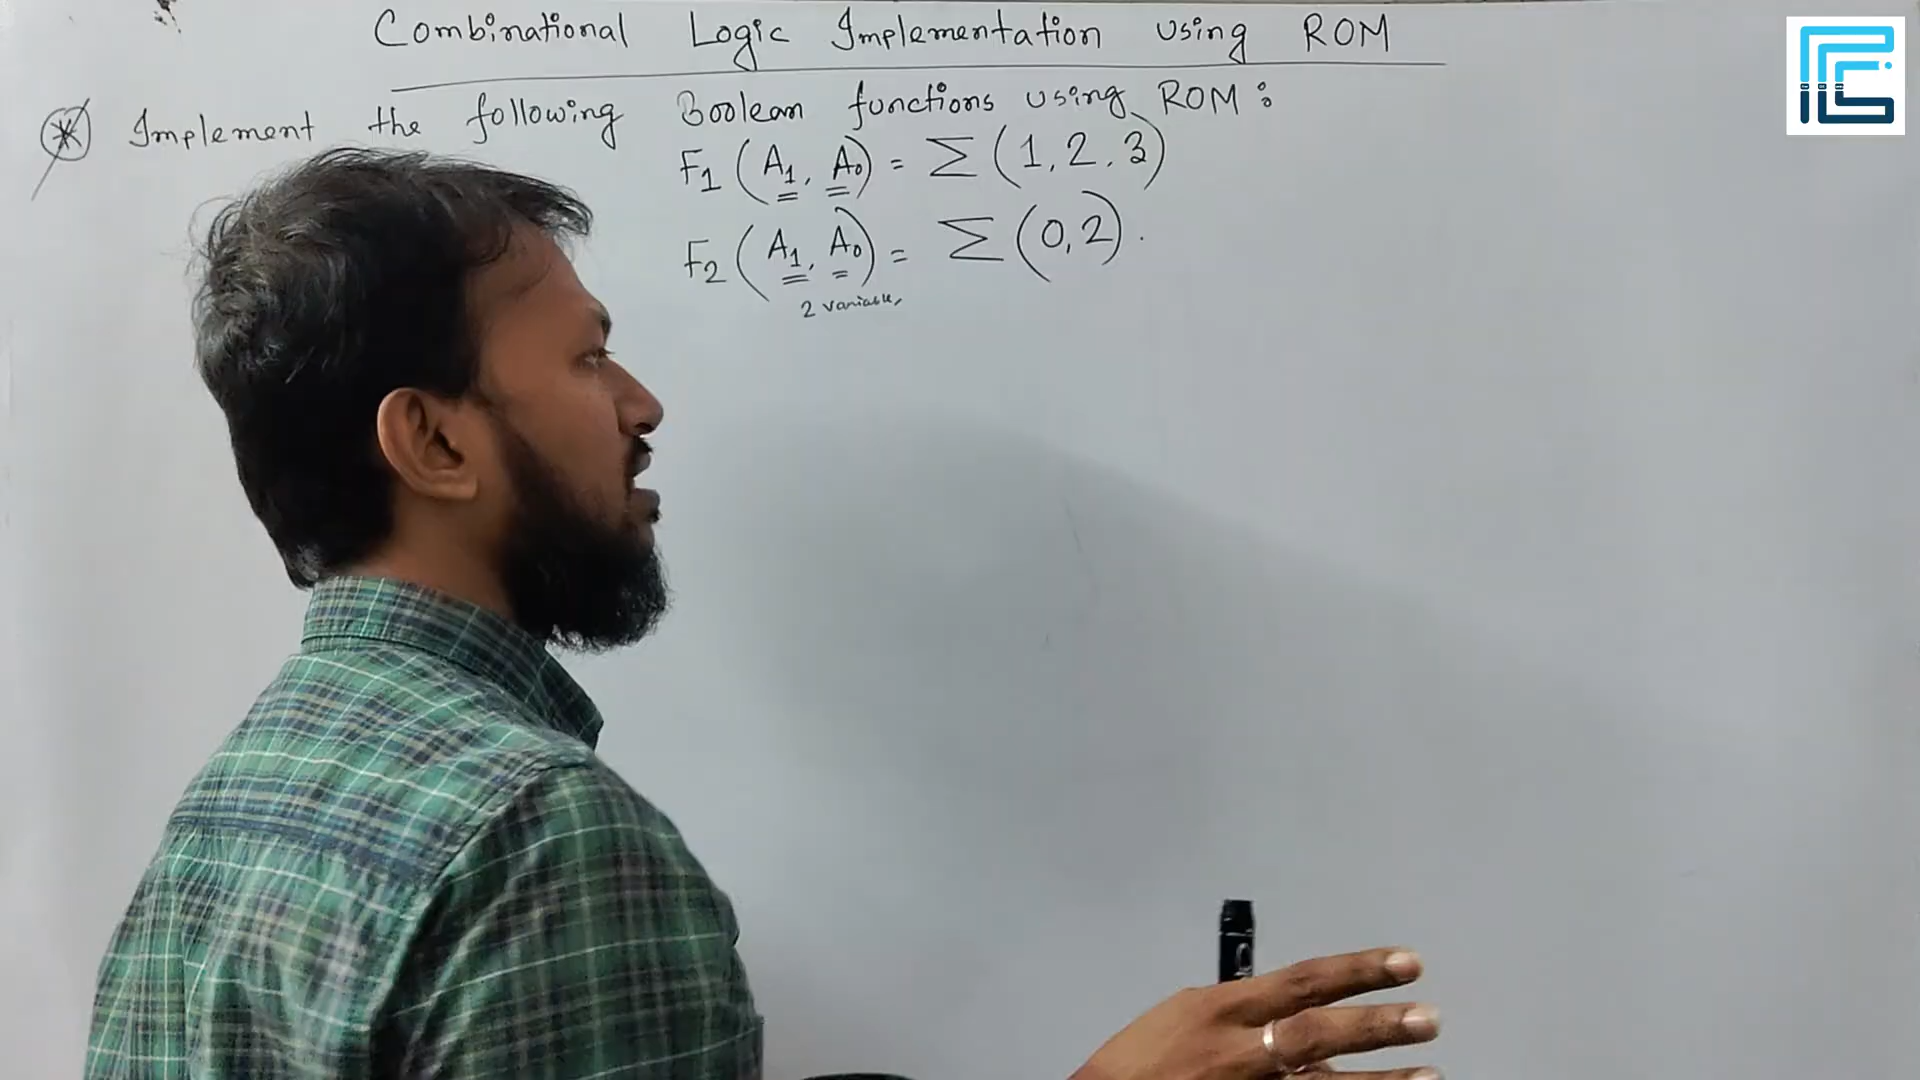 Combinational Logic Implementation using ROM
* Implement the following Boolean functions using ROM:
F1 (A1, A0) = Σ (1, 2, 3)
F2 (A1, A0) = Σ (0, 2).
2 variable,